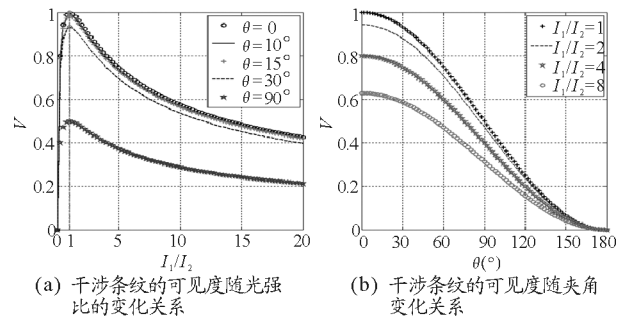 1
0.8
0.6
0.4
0.2
0
V
0 1 5 10 15 20
I₁/I₂
θ=0
θ=10°
θ=15°
θ=30°
θ=90°
(a) 干涉条纹的可见度随光强
比的变化关系
1
0.8
0.6
0.4
0.2
0
V
0 30 60 90 120 150 180
θ(°)
I₁/I₂=1
I₁/I₂=2
I₁/I₂=4
I₁/I₂=8
(b) 干涉条纹的可见度随夹角
变化关系